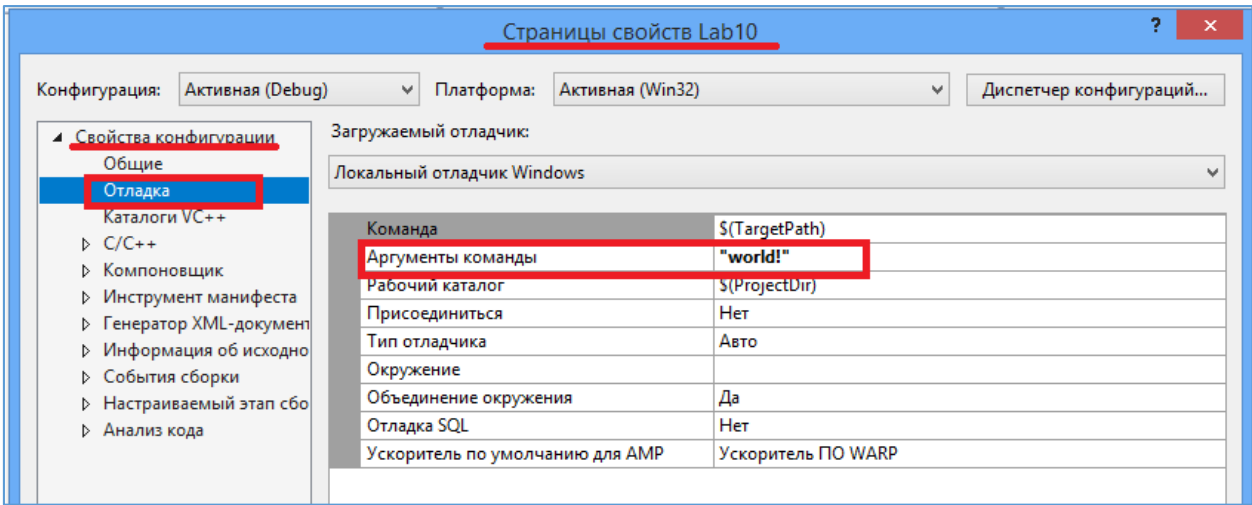 Страницы свойств Lab10
? ×
Конфигурация: Активная (Debug) Платформа: Активная (Win32) Диспетчер конфигураций...
Свойства конфигурации
Общие
Отладка
Каталоги VC++
C/C++
Компоновщик
Инструмент манифеста
Генератор XML-документ
Информация об исходно
События сборки
Настраиваемый этап сбо
Анализ кода
Загружаемый отладчик:
Локальный отладчик Windows
Команда $(TargetPath)
Аргументы команды "world!"
Рабочий каталог $(ProjectDir)
Присоединиться Нет
Тип отладчика Авто
Окружение
Объединение окружения Да
Отладка SQL Нет
Ускоритель по умолчанию для AMP Ускоритель ПО WARP